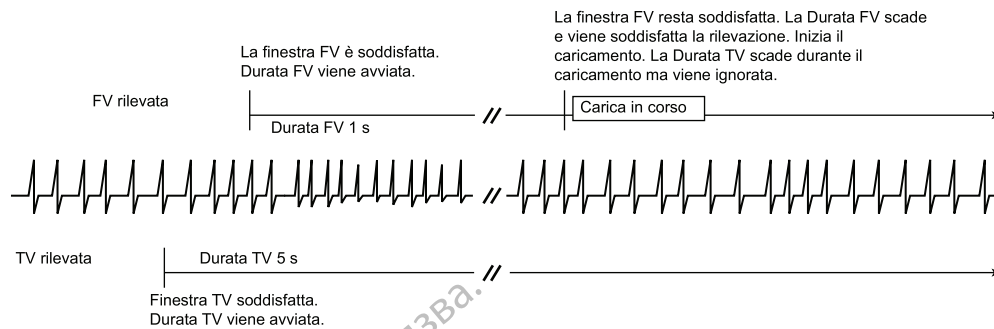 La finestra FV resta soddisfatta. La Durata FV scade
e viene soddisfatta la rilevazione. Inizia il
caricamento. La Durata TV scade durante il
caricamento ma viene ignorata.
La finestra FV è soddisfatta.
Durata FV viene avviata.
FV rilevata
Carica in corso
Durata FV 1 s
TV rilevata
Durata TV 5 s
Finestra TV soddisfatta.
Durata TV viene avviata.